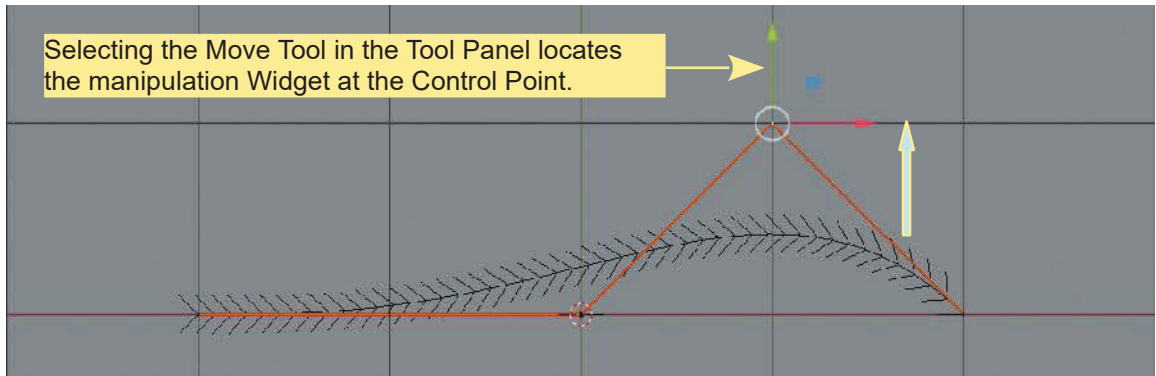 Selecting the Move Tool in the Tool Panel locates
the manipulation Widget at the Control Point.